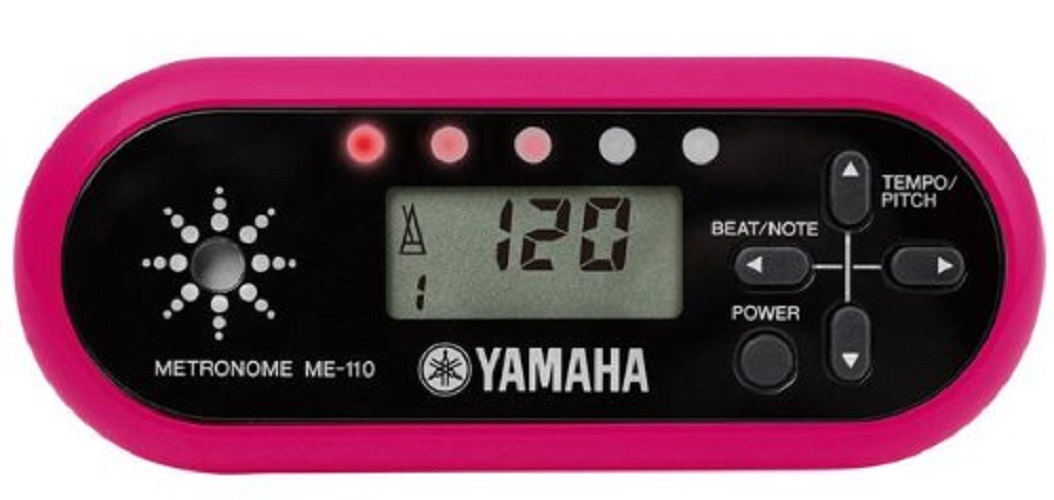 120
1
TEMPO/
PITCH
BEAT/NOTE
POWER
METRONOME ME-110
YAMAHA